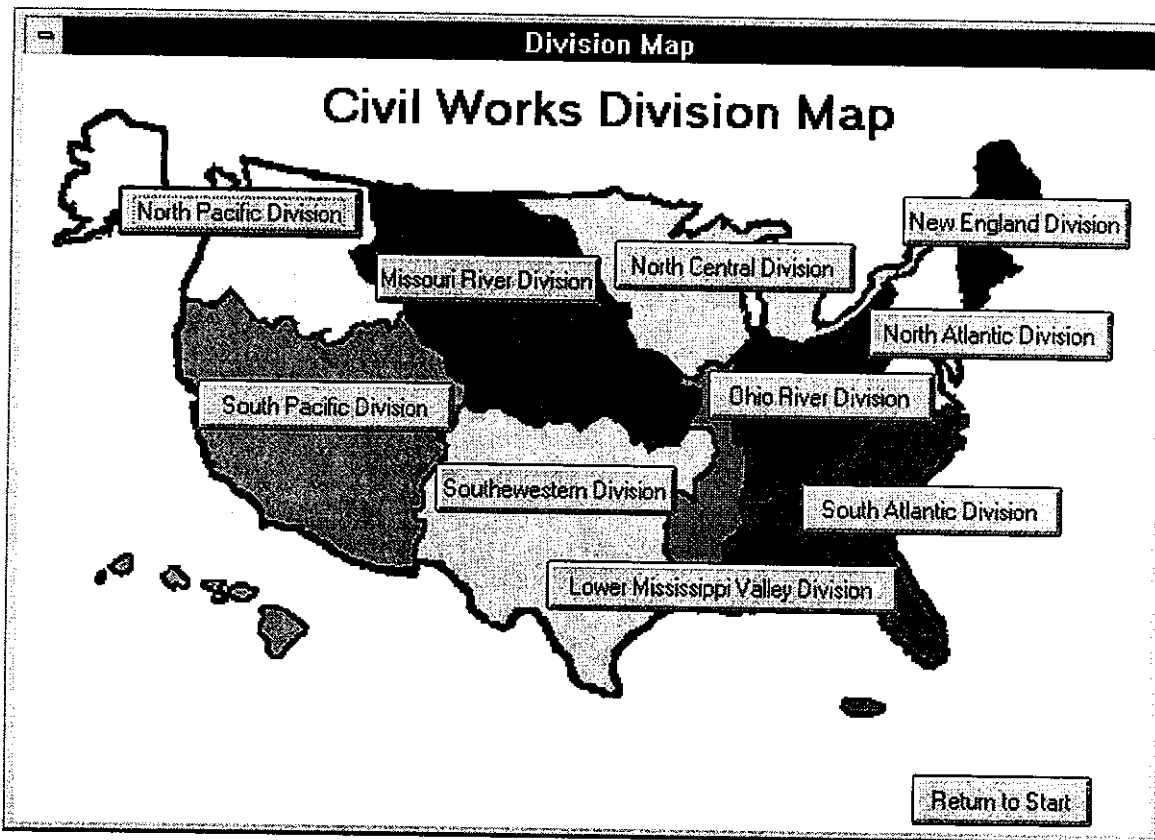 Division Map
Civil Works Division Map
North Pacific Division
New England Division
Missouri River Division
North Central Division
North Atlantic Division
South Pacific Division
Ohio River Division
Southewestern Division
South Atlantic Division
Lower Mississippi Valley Division
Return to Start